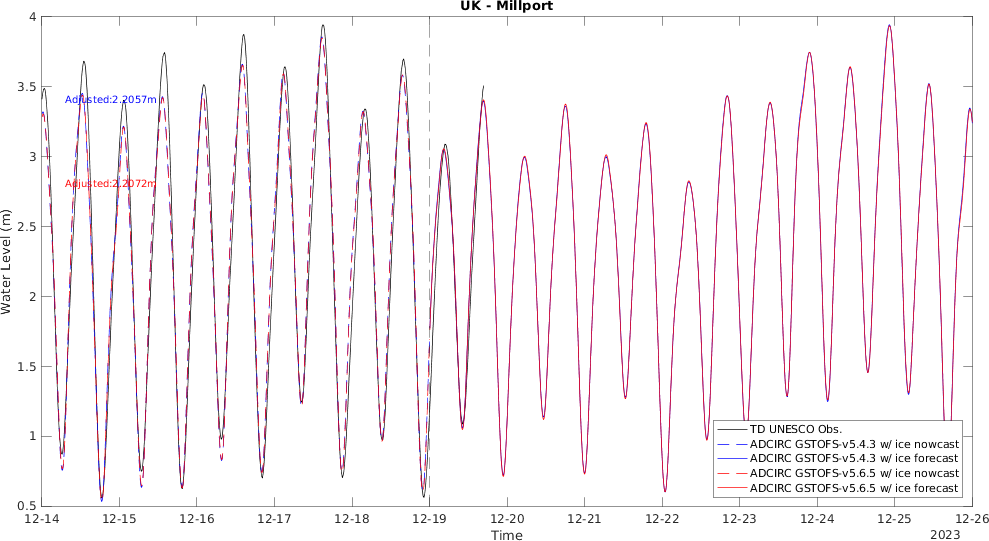 UK - Millport
4
3.5
3
2.5
2
1.5
1
0.5
Water Level (m)
Adjusted:2.2057m
Adjusted:2.2072m
TD UNESCO Obs.
ADCIRC GSTOFS-v5.4.3 w/ ice nowcast
ADCIRC GSTOFS-v5.4.3 w/ ice forecast
ADCIRC GSTOFS-v5.6.5 w/ ice nowcast
ADCIRC GSTOFS-v5.6.5 w/ ice forecast
12-14 12-15 12-16 12-17 12-18 12-19 12-20 12-21 12-22 12-23 12-24 12-25 12-26
Time
2023